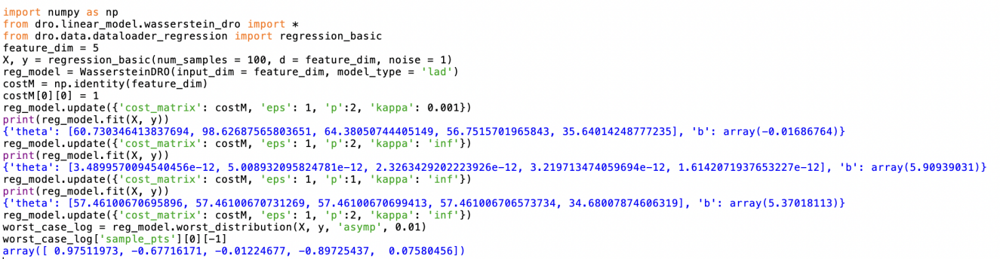 import numpy as np
from dro.linear_model.wasserstein_dro import *
from dro.data.dataloader_regression import regression_basic
feature_dim = 5
X, y = regression_basic(num_samples = 100, d = feature_dim, noise = 1)
reg_model = WassersteinDRO(input_dim = feature_dim, model_type = 'lad')
costM = np.identity(feature_dim)
costM[0][0] = 1
reg_model.update({'cost_matrix': costM, 'eps': 1, 'p':2, 'kappa': 0.001})
print(reg_model.fit(X, y))
{'theta': [60.730346413837694, 98.62687565803651, 64.38050744405149, 56.7515701965843, 35.64014248777235], 'b': array(-0.01686764)}
reg_model.update({'cost_matrix': costM, 'eps': 1, 'p':2, 'kappa': 'inf'})
print(reg_model.fit(X, y))
{'theta': [3.4899570094540456e-12, 5.008932095824781e-12, 2.3263429202223926e-12, 3.219713474059694e-12, 1.6142071937653227e-12], 'b': array(5.90939031)}
reg_model.update({'cost_matrix': costM, 'eps': 1, 'p':1, 'kappa': 'inf'})
print(reg_model.fit(X, y))
{'theta': [57.46100670695896, 57.46100670731269, 57.46100670699413, 57.461006706573734, 34.68007874606319], 'b': array(5.37018113)}
reg_model.update({'cost_matrix': costM, 'eps': 1, 'p':2, 'kappa': 'inf'})
worst_case_log = reg_model.worst_distribution(X, y, 'asymp', 0.01)
worst_case_log['sample_pts'][0][-1]
array([ 0.97511973, -0.67716171, -0.01224677, -0.89725437,  0.07580456])